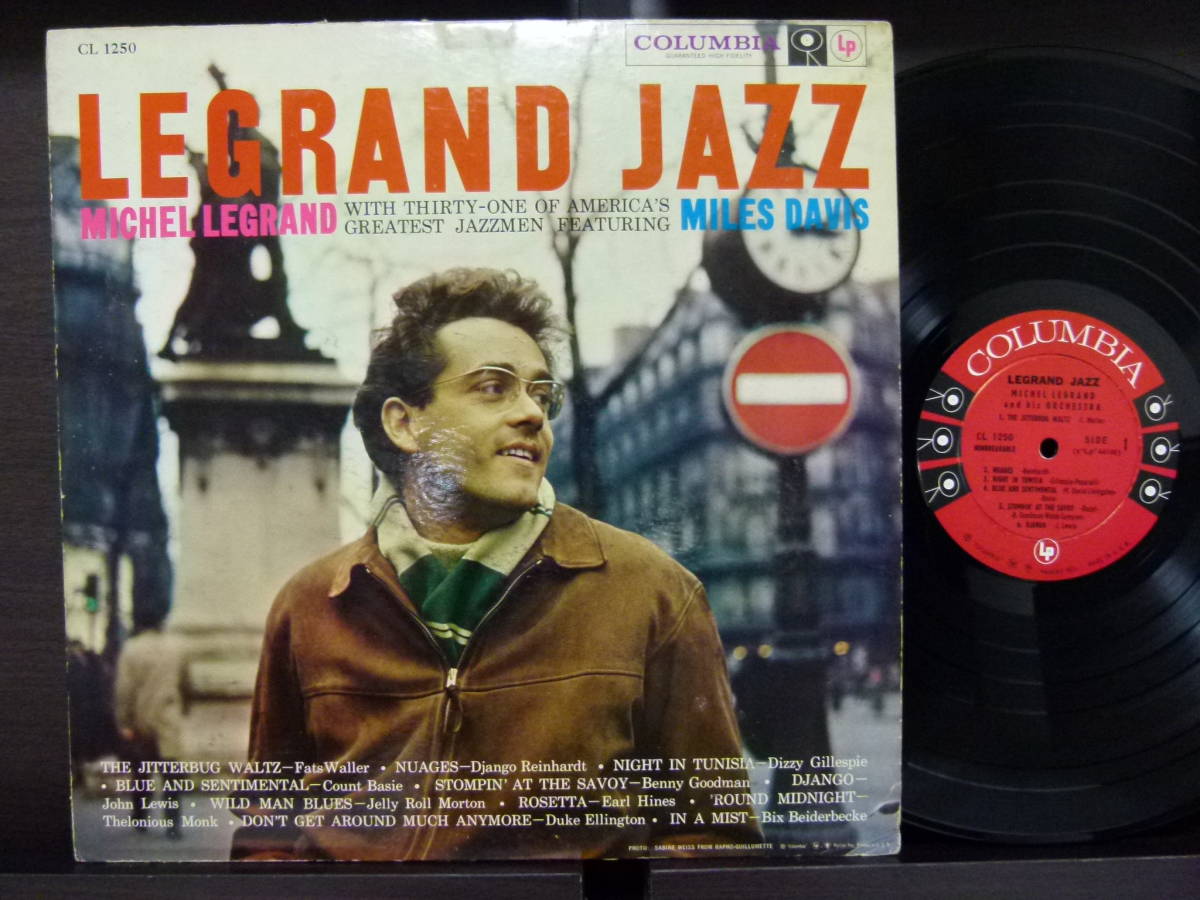 CL 1250
COLUMBIA
GUARANTEED HIGH FIDELITY
Lp
LEGRAND JAZZ
MICHEL LEGRAND WITH THIRTY-ONE OF AMERICA'S
GREATEST JAZZMEN FEATURING MILES DAVIS
THE JITTERBUG WALTZ—Fats Waller • NUAGES—Django Reinhardt • NIGHT IN TUNISIA—Dizzy Gillespie
• BLUE AND SENTIMENTAL—Count Basie • STOMPIN' AT THE SAVOY—Benny Goodman • DJANGO—
John Lewis • WILD MAN BLUES—Jelly Roll Morton • ROSETTA—Earl Hines • 'ROUND MIDNIGHT—
Thelonious Monk • DON'T GET AROUND MUCH ANYMORE—Duke Ellington • IN A MIST—Bix Beiderbecke
PHOTO: SABINE WEISS FROM RAPHO-GUILLUMETTE
COLUMBIA
LEGRAND JAZZ
MICHEL LEGRAND
and his ORCHESTRA
1. THE JITTERBUG WALTZ
CL 1250
NONBREAKABLE
SIDE 1
2. NUAGES -Reinhardt-
3. NIGHT IN TUNISIA
4. BLUE AND SENTIMENTAL
5. STOMPIN' AT THE SAVOY
6. DJANGO J. Lewis
Lp